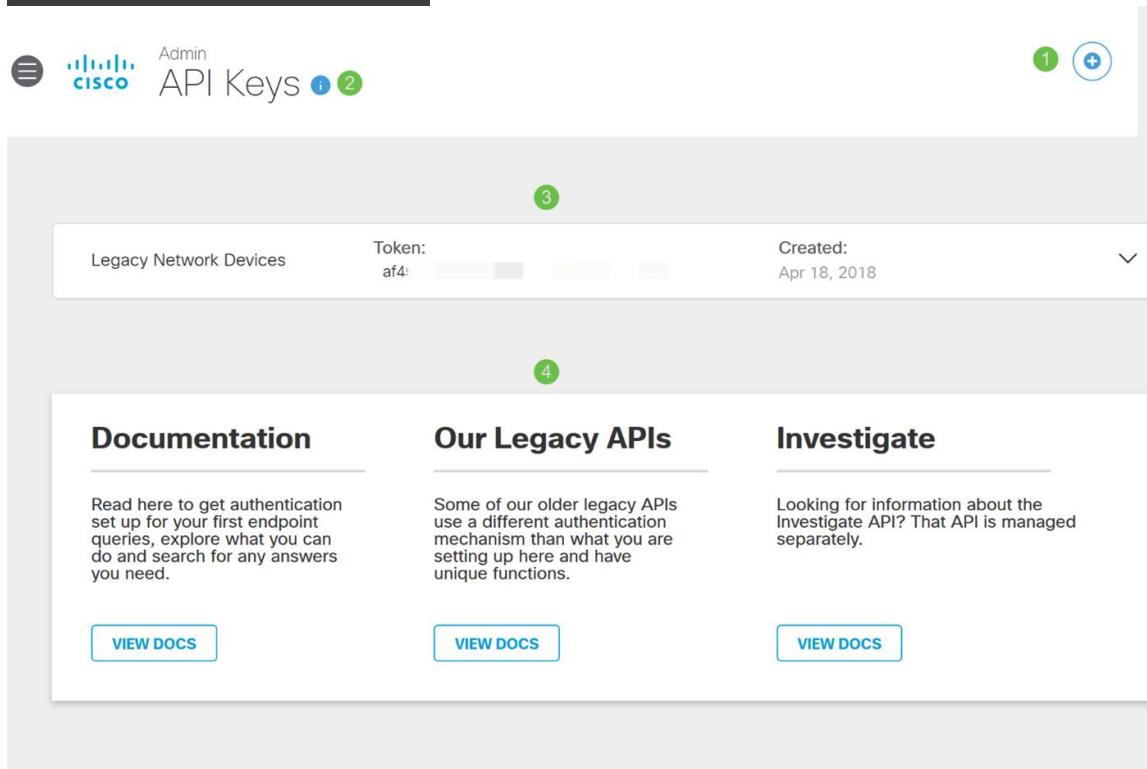 Admin
CISCO
API Keys i 2
1
3
Legacy Network Devices
Token:
af4
Created:
Apr 18, 2018
4
Documentation
Read here to get authentication
set up for your first endpoint
queries, explore what you can
do and search for any answers
you need.
VIEW DOCS
Our Legacy APIs
Some of our older legacy APIs
use a different authentication
mechanism than what you are
setting up here and have
unique functions.
VIEW DOCS
Investigate
Looking for information about the
Investigate API? That API is managed
separately.
VIEW DOCS